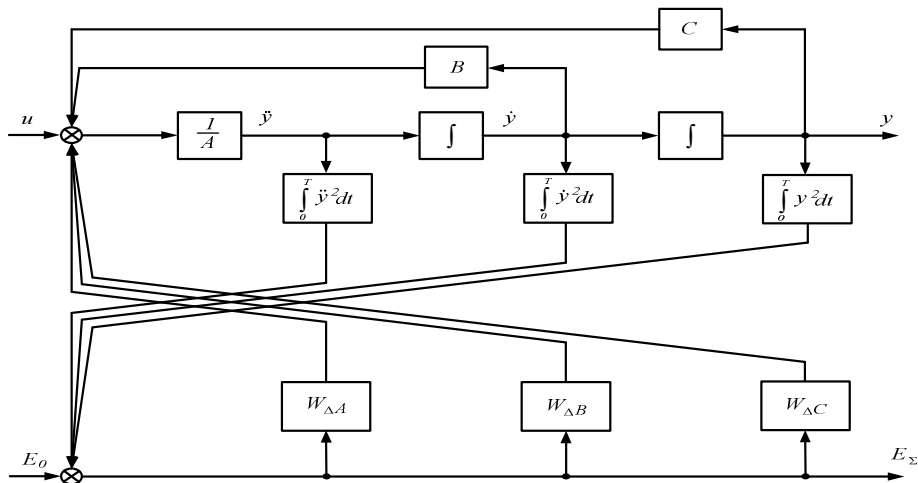 C
B
u
1/A
ÿ
∫
ẏ
∫
y
∫₀ᵀ ÿ²dt
∫₀ᵀ ẏ²dt
∫₀ᵀ y²dt
W_ΔA
W_ΔB
W_ΔC
E₀
E_Σ